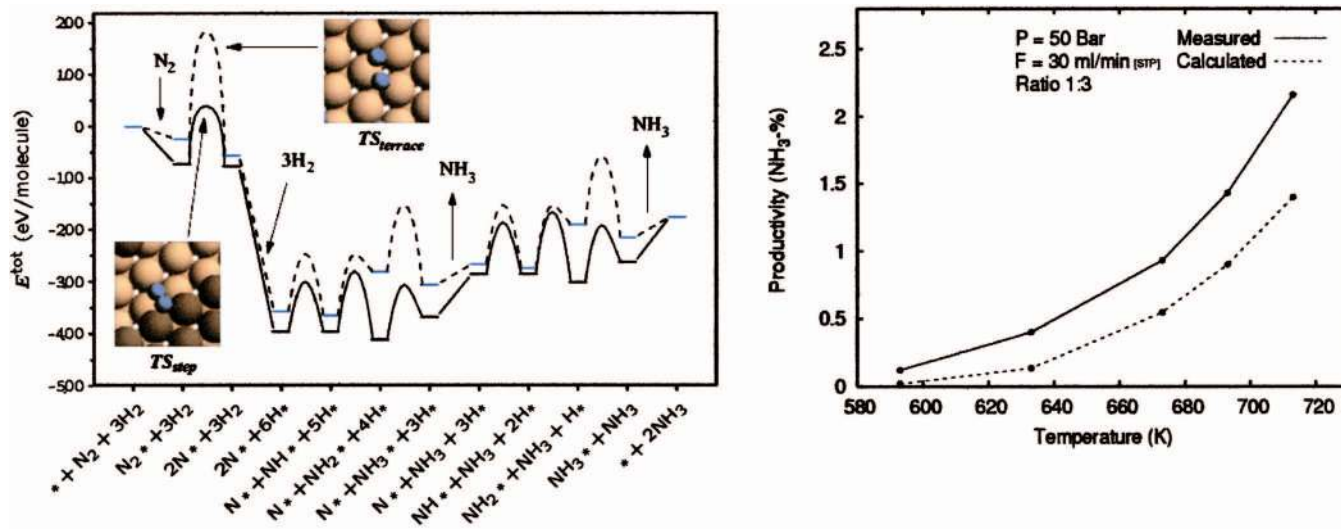 200
100
0
-100
-200
-300
-400
-500
E^tot (eV/molecule)
N₂
TS_terrace
3H₂
NH₃
NH₃
TS_step
* + N₂ + 3H₂
N₂* + 3H₂
2N* + 3H₂
2N* + 6H*
N* + NH* + 5H*
N* + NH₂* + 4H*
N* + NH₃* + 3H*
N* + NH₃ + 3H*
NH* + NH₃ + 2H*
NH₂* + NH₃ + H*
NH₃* + NH₃
* + 2NH₃
P = 50 Bar
F = 30 ml/min [STP]
Ratio 1:3
Measured
Calculated
2.5
2
1.5
1
0.5
0
Productivity (NH₃-%)
580 600 620 640 660 680 700 720
Temperature (K)